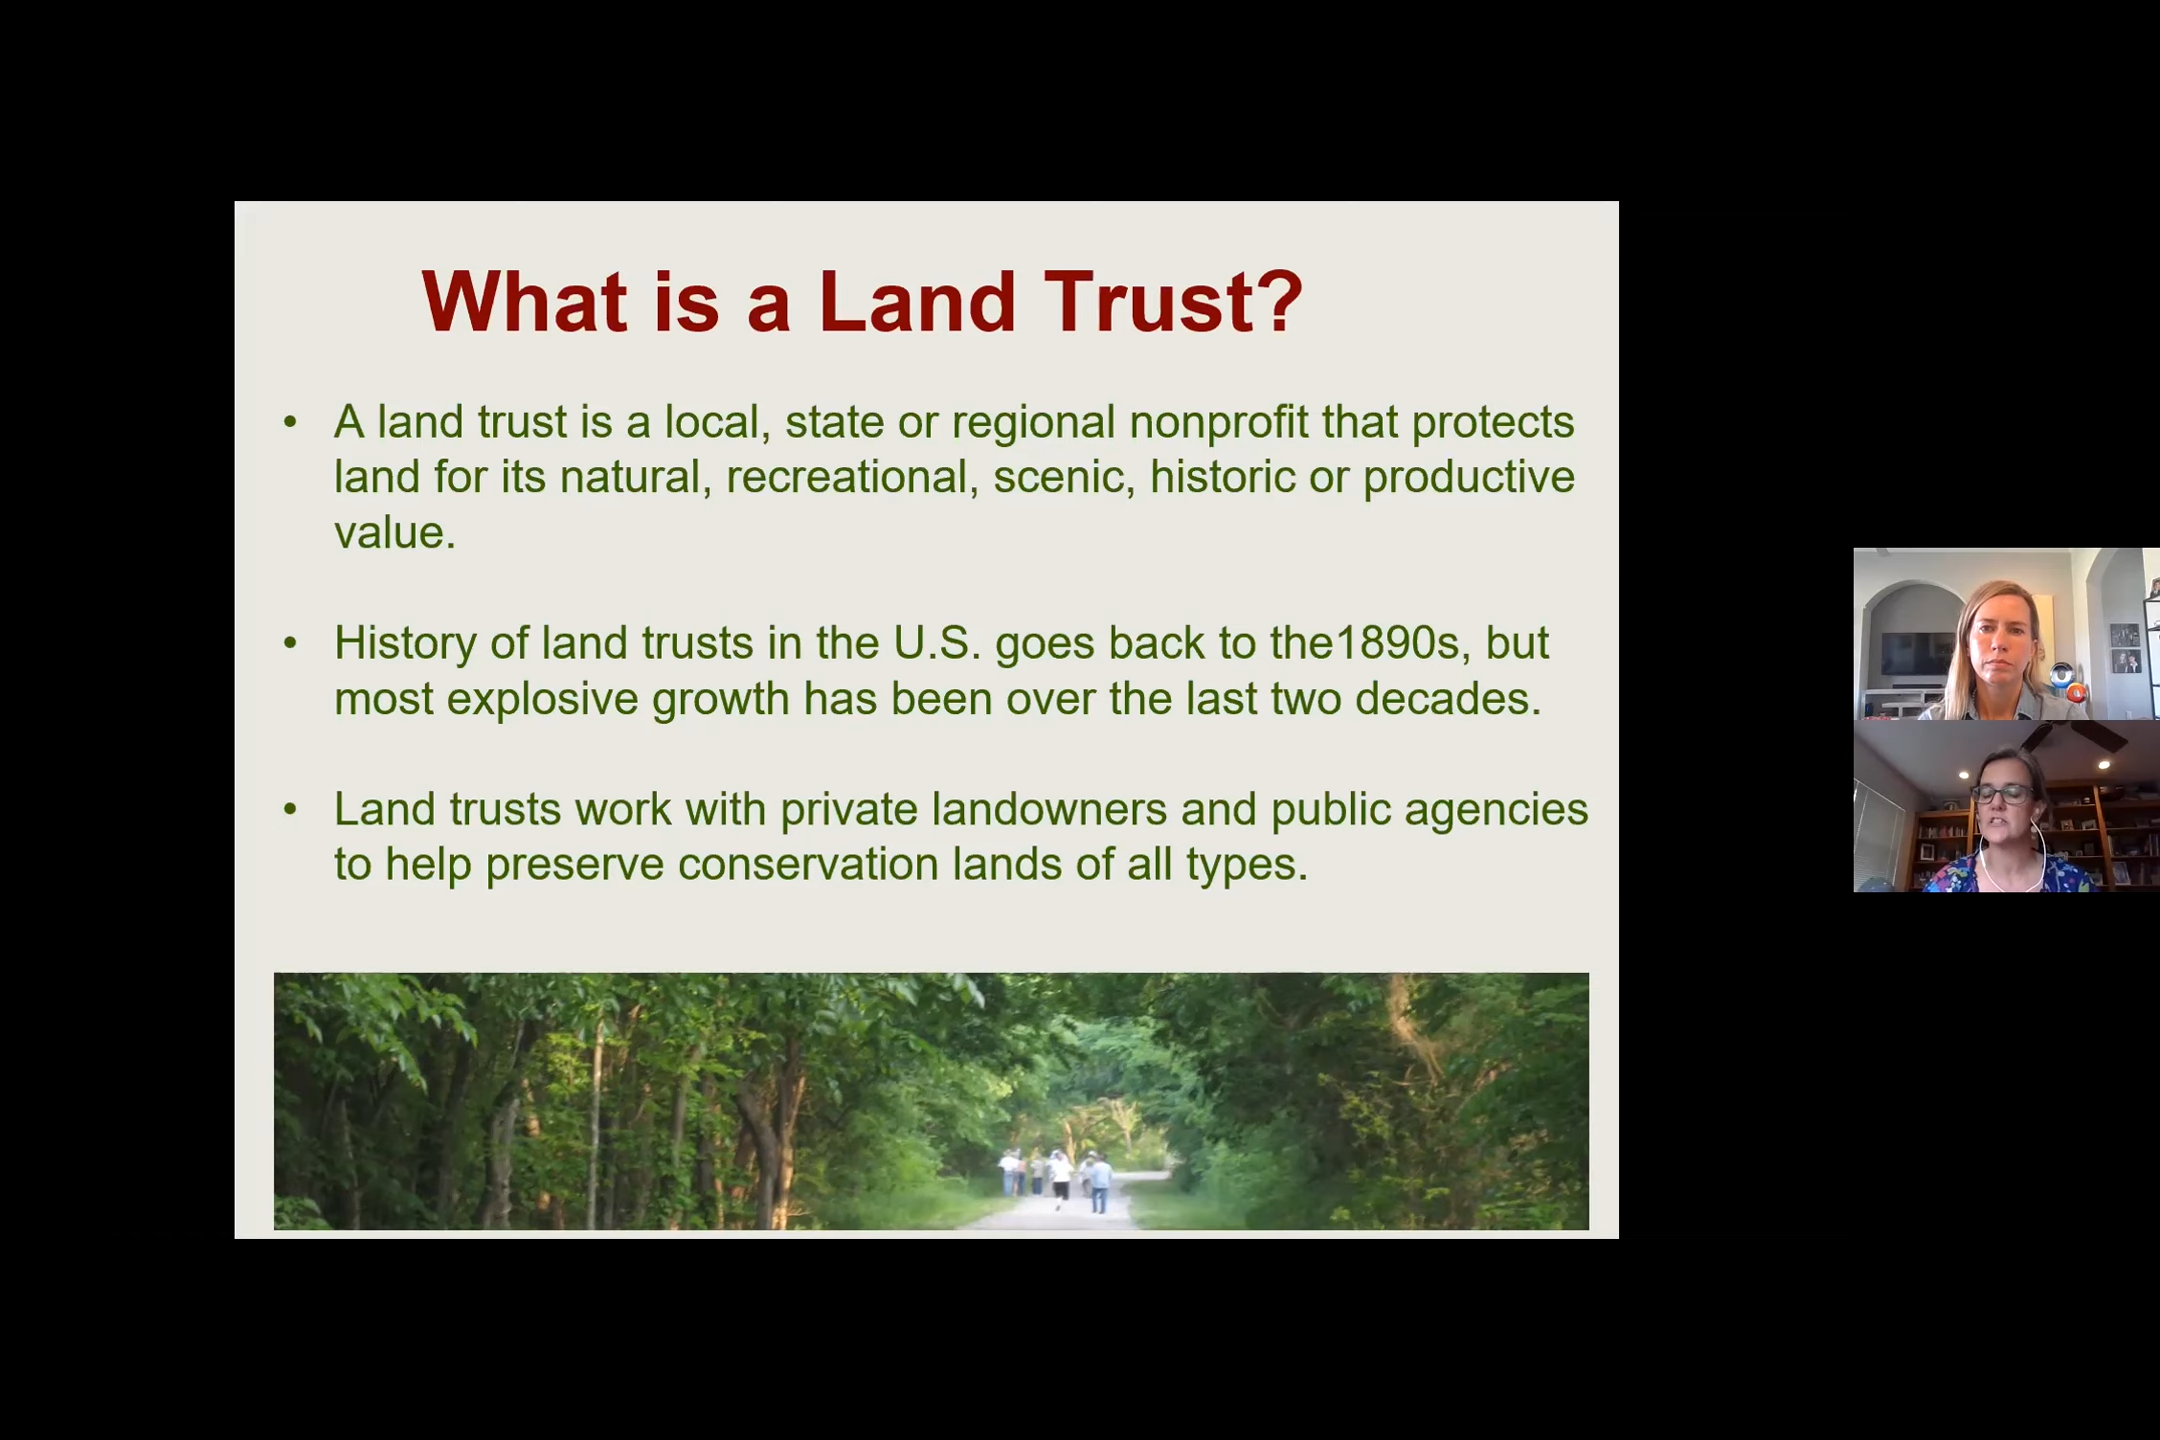 What is a Land Trust?
• A land trust is a local, state or regional nonprofit that protects
land for its natural, recreational, scenic, historic or productive
value.
• History of land trusts in the U.S. goes back to the1890s, but
most explosive growth has been over the last two decades.
• Land trusts work with private landowners and public agencies
to help preserve conservation lands of all types.